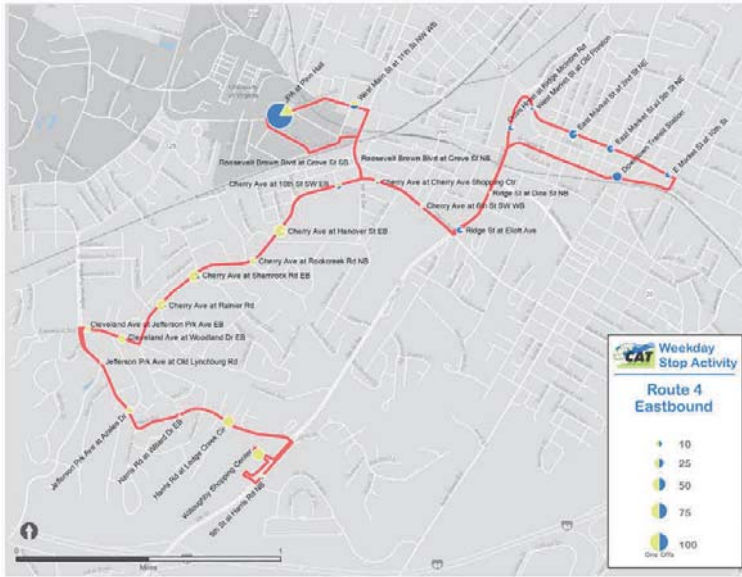 JPA at Pinn Hall
West Main St at 11th St NW WB
Ridge McIntire Rd
West Market St at Old Preston
East Market St at 2nd St NE
East Market St at 5th St NE
Downtown Transit Station
E Market St at 10th St
Roosevelt Brown Blvd at Grove St SB
Roosevelt Brown Blvd at Grove St NB
Cherry Ave at 10th St SW EB
Cherry Ave at Cherry Ave Shopping Ctr
Ridge St at Dice St NB
Cherry Ave at 6th St SW WB
Cherry Ave at Hanover St EB
Ridge St at Elliott Ave
Cherry Ave at Rockcreek Rd NB
Cherry Ave at Shamrock Rd EB
Cherry Ave at Rainier Rd
Cleveland Ave at Jefferson Prk Ave EB
Cleveland Ave at Woodland Dr EB
Jefferson Prk Ave at Old Lynchburg Rd
Jefferson Prk Ave at Azalea Dr
Harris Rd at Willard Dr EB
Harris Rd at Lodge Creek Cir
Willoughby Shopping Center
5th St at Harris Rd NB
CAT
Weekday
Stop Activity
Route 4
Eastbound
10
25
50
75
100
Ons Offs
0
1
Miles